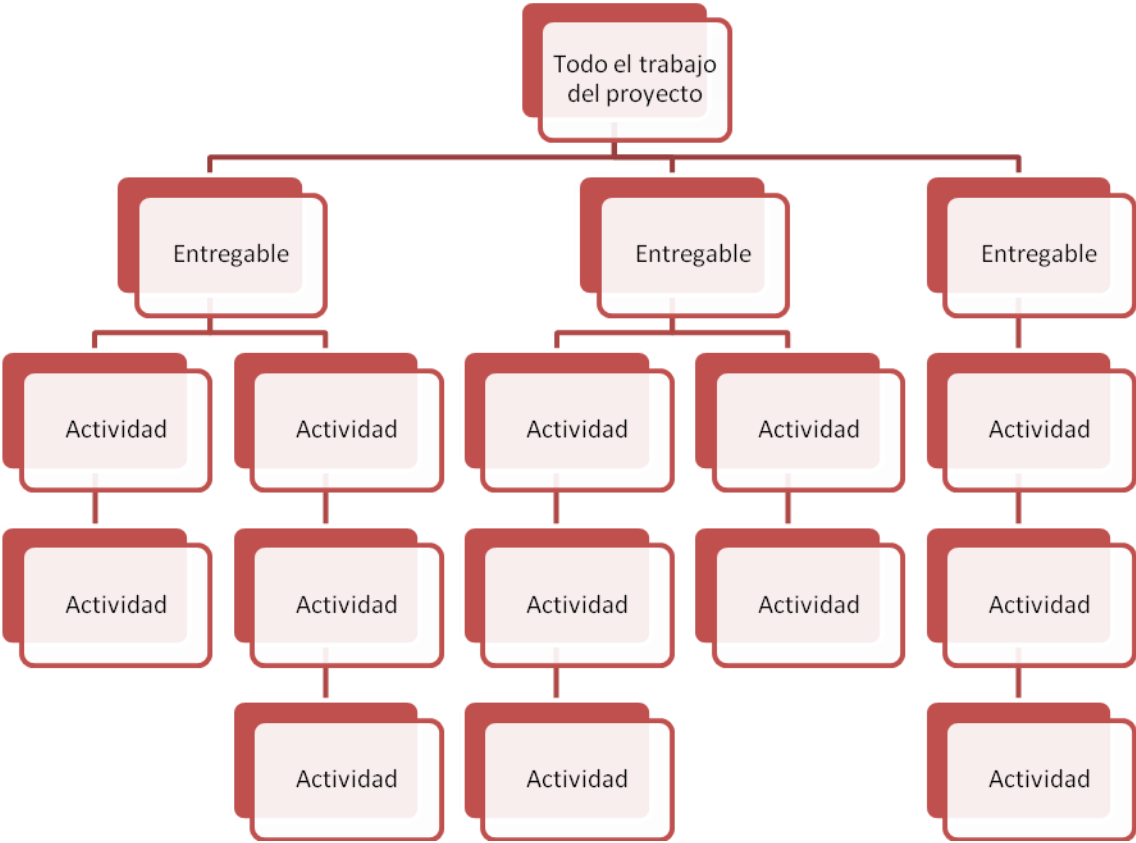 Todo el trabajo
del proyecto
Entregable
Entregable
Entregable
Actividad
Actividad
Actividad
Actividad
Actividad
Actividad
Actividad
Actividad
Actividad
Actividad
Actividad
Actividad
Actividad